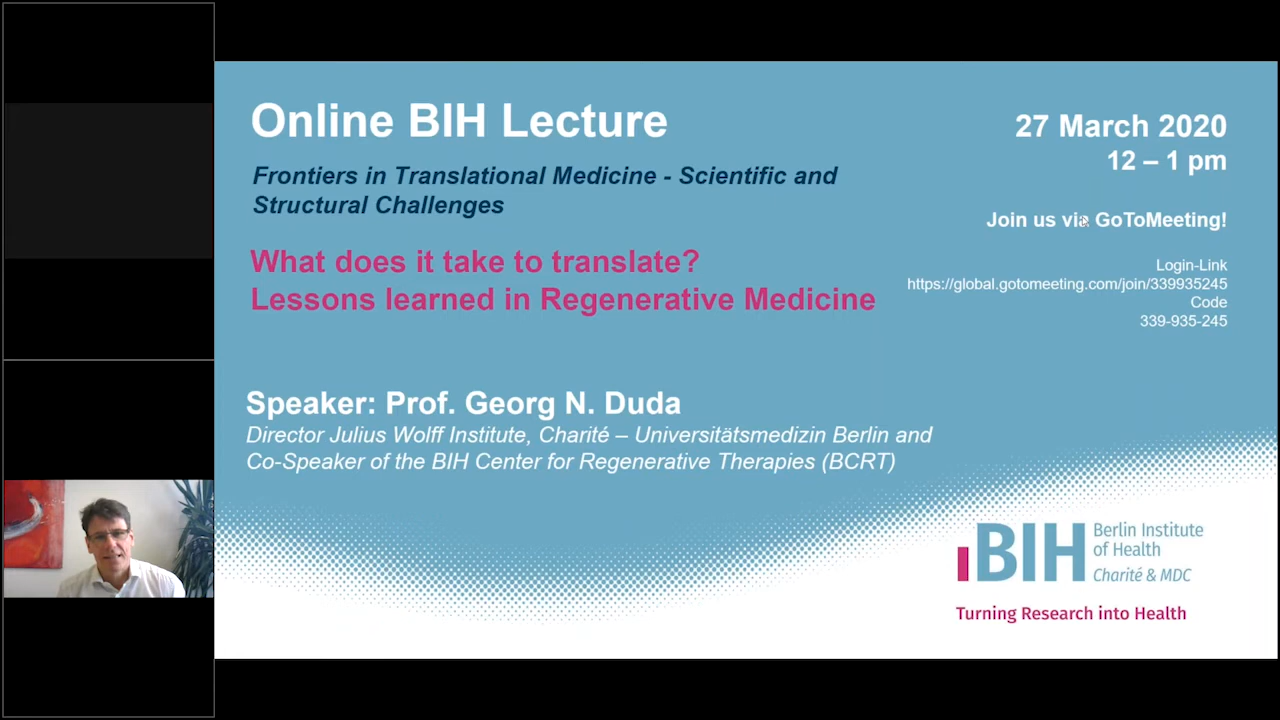 Online BIH Lecture
Frontiers in Translational Medicine - Scientific and
Structural Challenges
What does it take to translate?
Lessons learned in Regenerative Medicine
27 March 2020
12 – 1 pm
Join us via GoToMeeting!
Login-Link
https://global.gotomeeting.com/join/339935245
Code
339-935-245
Speaker: Prof. Georg N. Duda
Director Julius Wolff Institute, Charité – Universitätsmedizin Berlin and
Co-Speaker of the BIH Center for Regenerative Therapies (BCRT)
BIH
Berlin Institute
of Health
Charité & MDC
Turning Research into Health